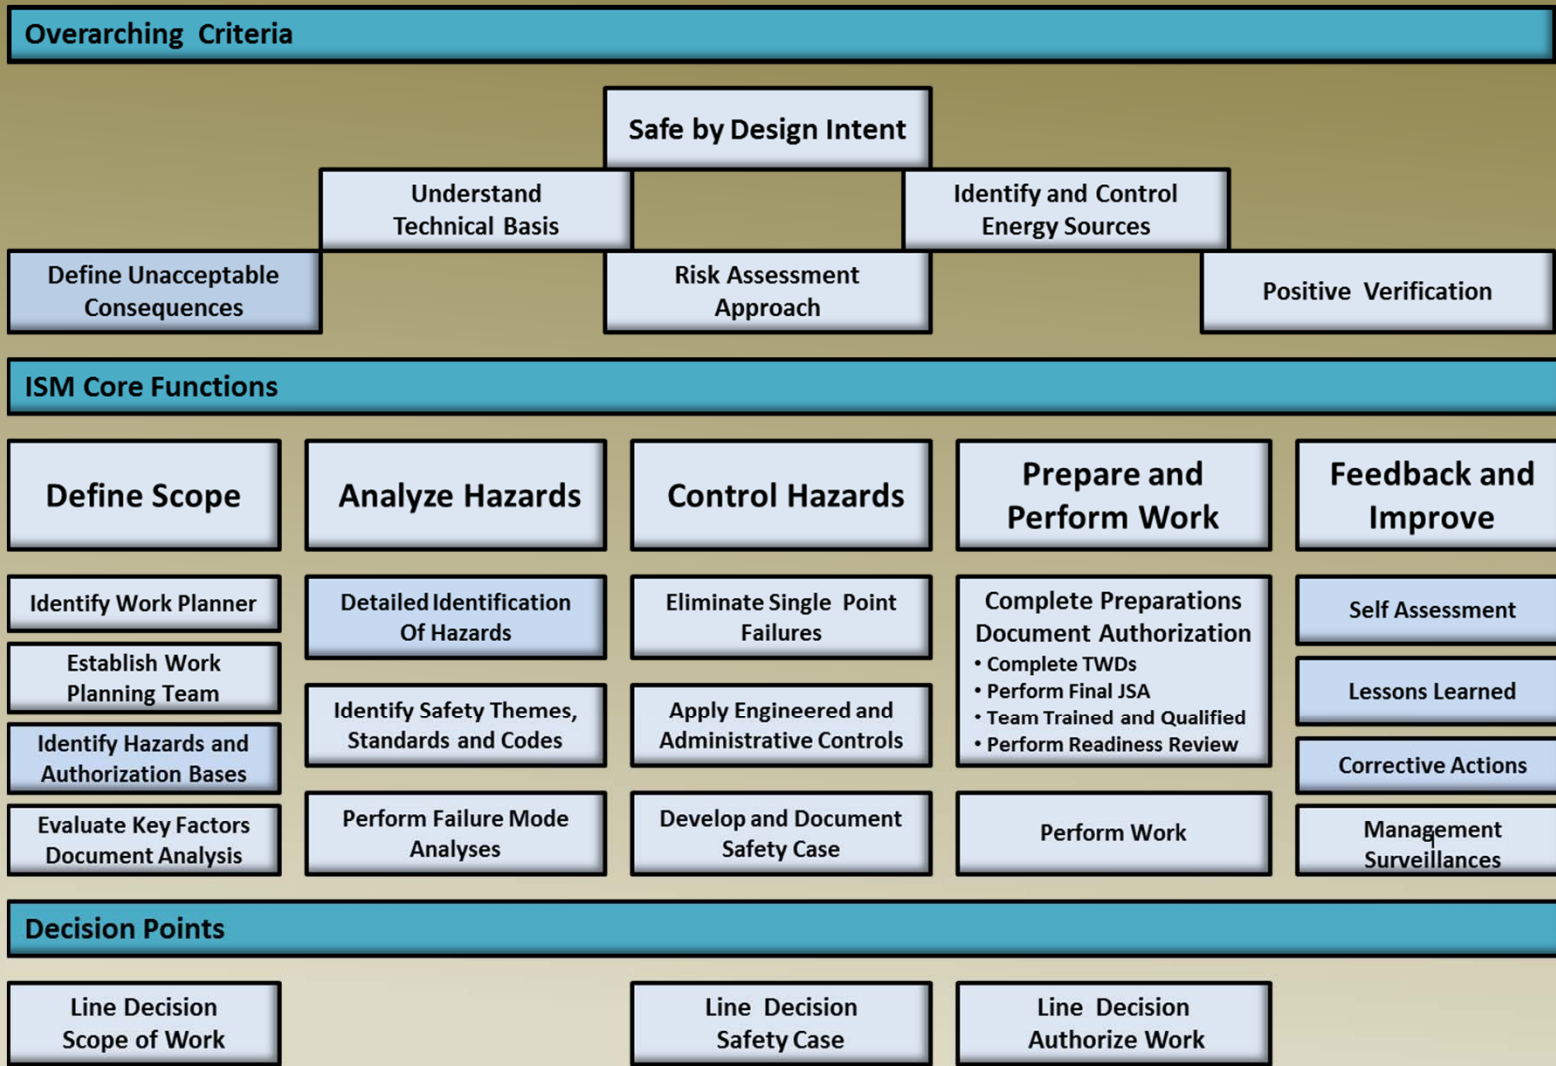 Overarching Criteria
Safe by Design Intent
Understand
Technical Basis
Identify and Control
Energy Sources
Define Unacceptable
Consequences
Risk Assessment
Approach
Positive Verification
ISM Core Functions
Define Scope
Analyze Hazards
Control Hazards
Prepare and
Perform Work
Feedback and
Improve
Identify Work Planner
Establish Work
Planning Team
Identify Hazards and
Authorization Bases
Evaluate Key Factors
Document Analysis
Detailed Identification
Of Hazards
Identify Safety Themes,
Standards and Codes
Perform Failure Mode
Analyses
Eliminate Single Point
Failures
Apply Engineered and
Administrative Controls
Develop and Document
Safety Case
Complete Preparations
Document Authorization
• Complete TWDs
• Perform Final JSA
• Team Trained and Qualified
• Perform Readiness Review
Perform Work
Self Assessment
Lessons Learned
Corrective Actions
Management
Surveillances
Decision Points
Line Decision
Scope of Work
Line Decision
Safety Case
Line Decision
Authorize Work